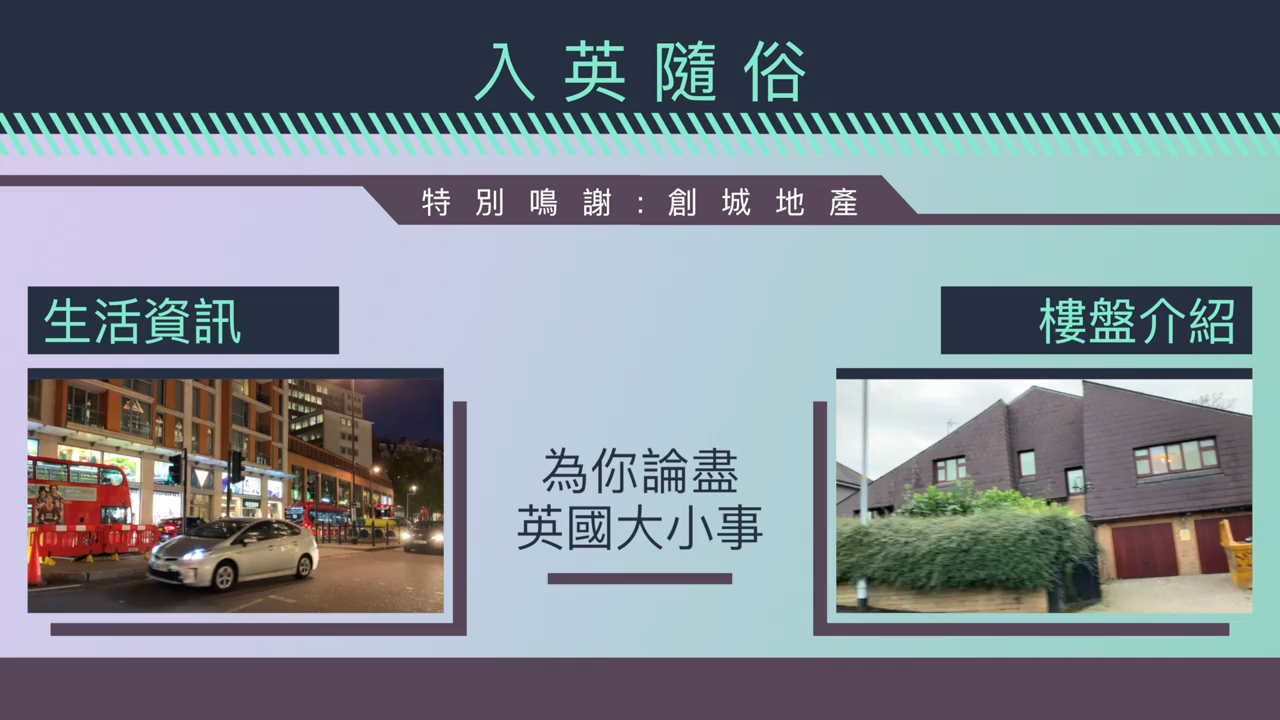 入英隨俗
特別鳴謝:創城地產
生活資訊
樓盤介紹
為你論盡
英國大小事